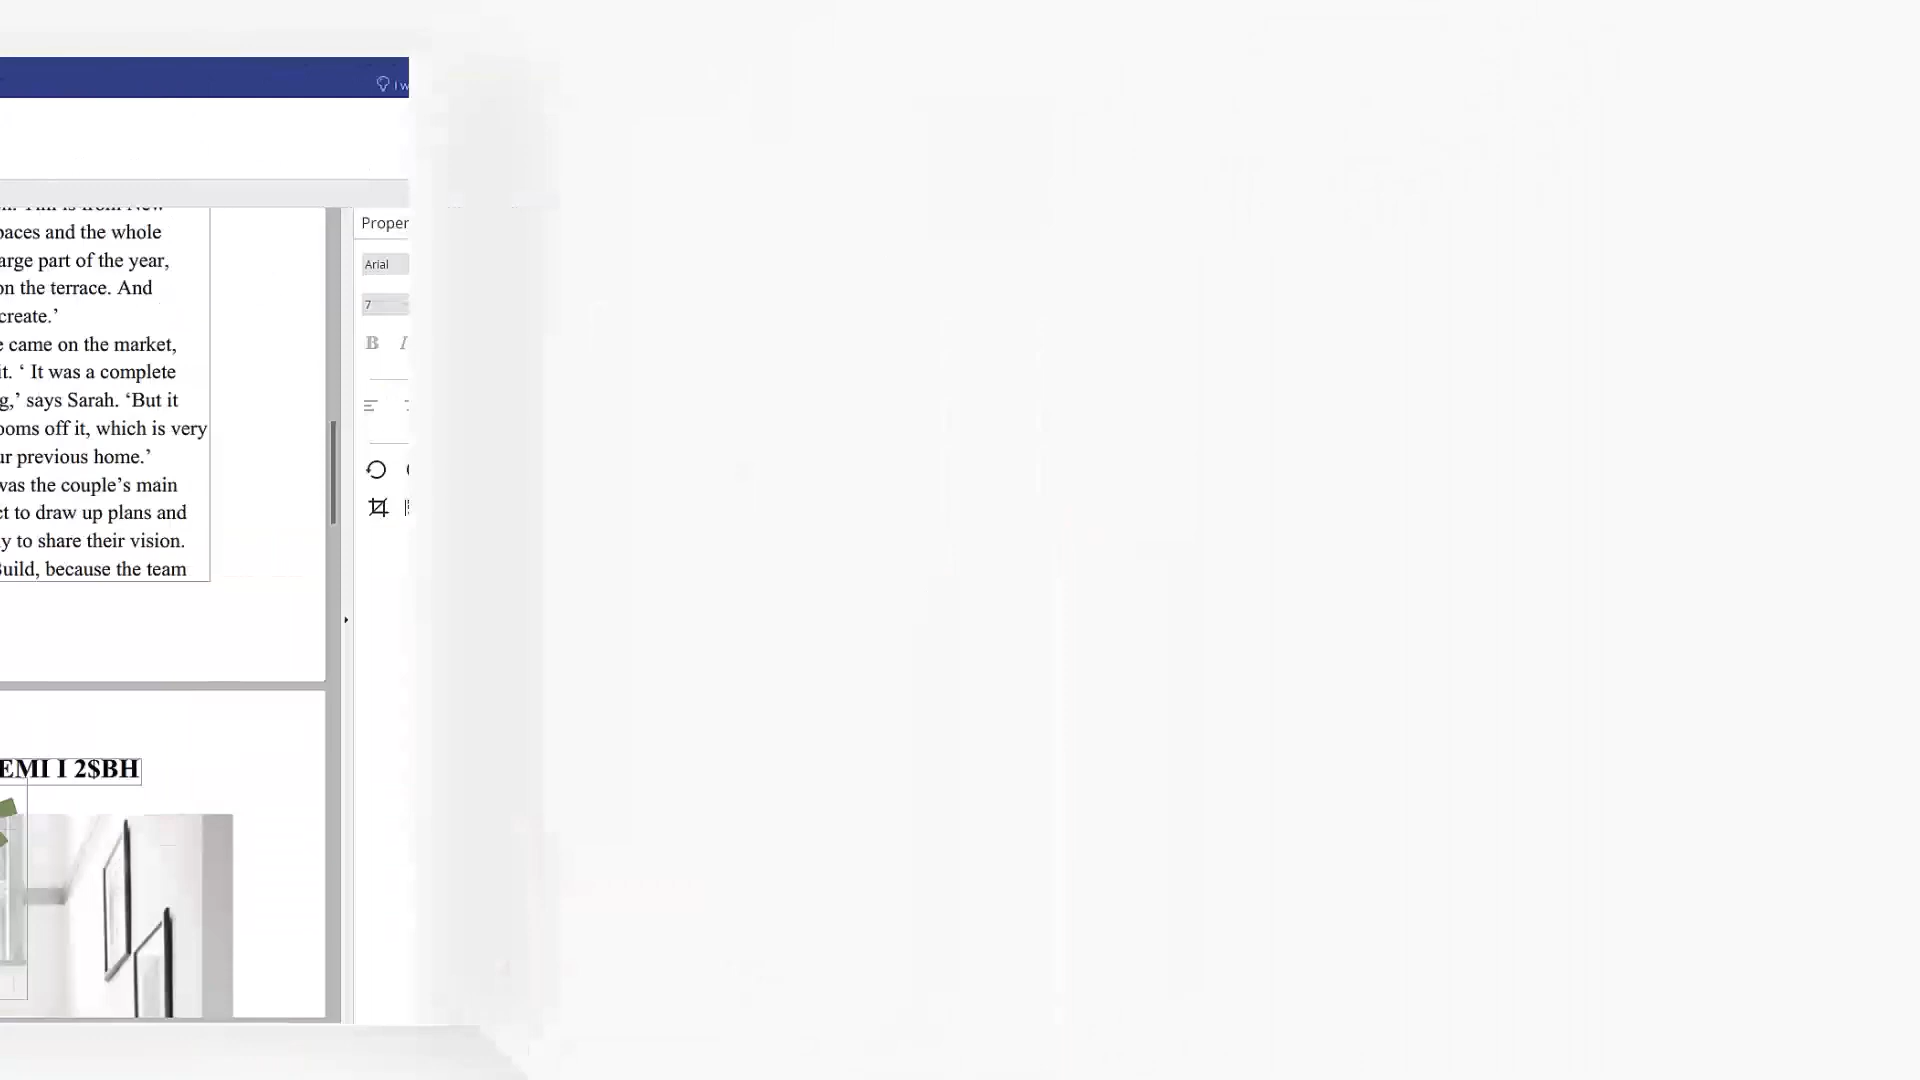 I w
paces and the whole
arge part of the year,
on the terrace. And
create.’
e came on the market,
it. ‘ It was a complete
g,’ says Sarah. ‘But it
ooms off it, which is very
ur previous home.’
was the couple’s main
ct to draw up plans and
y to share their vision.
Build, because the team
EMI I 2$BH
Proper
Arial
7
B I